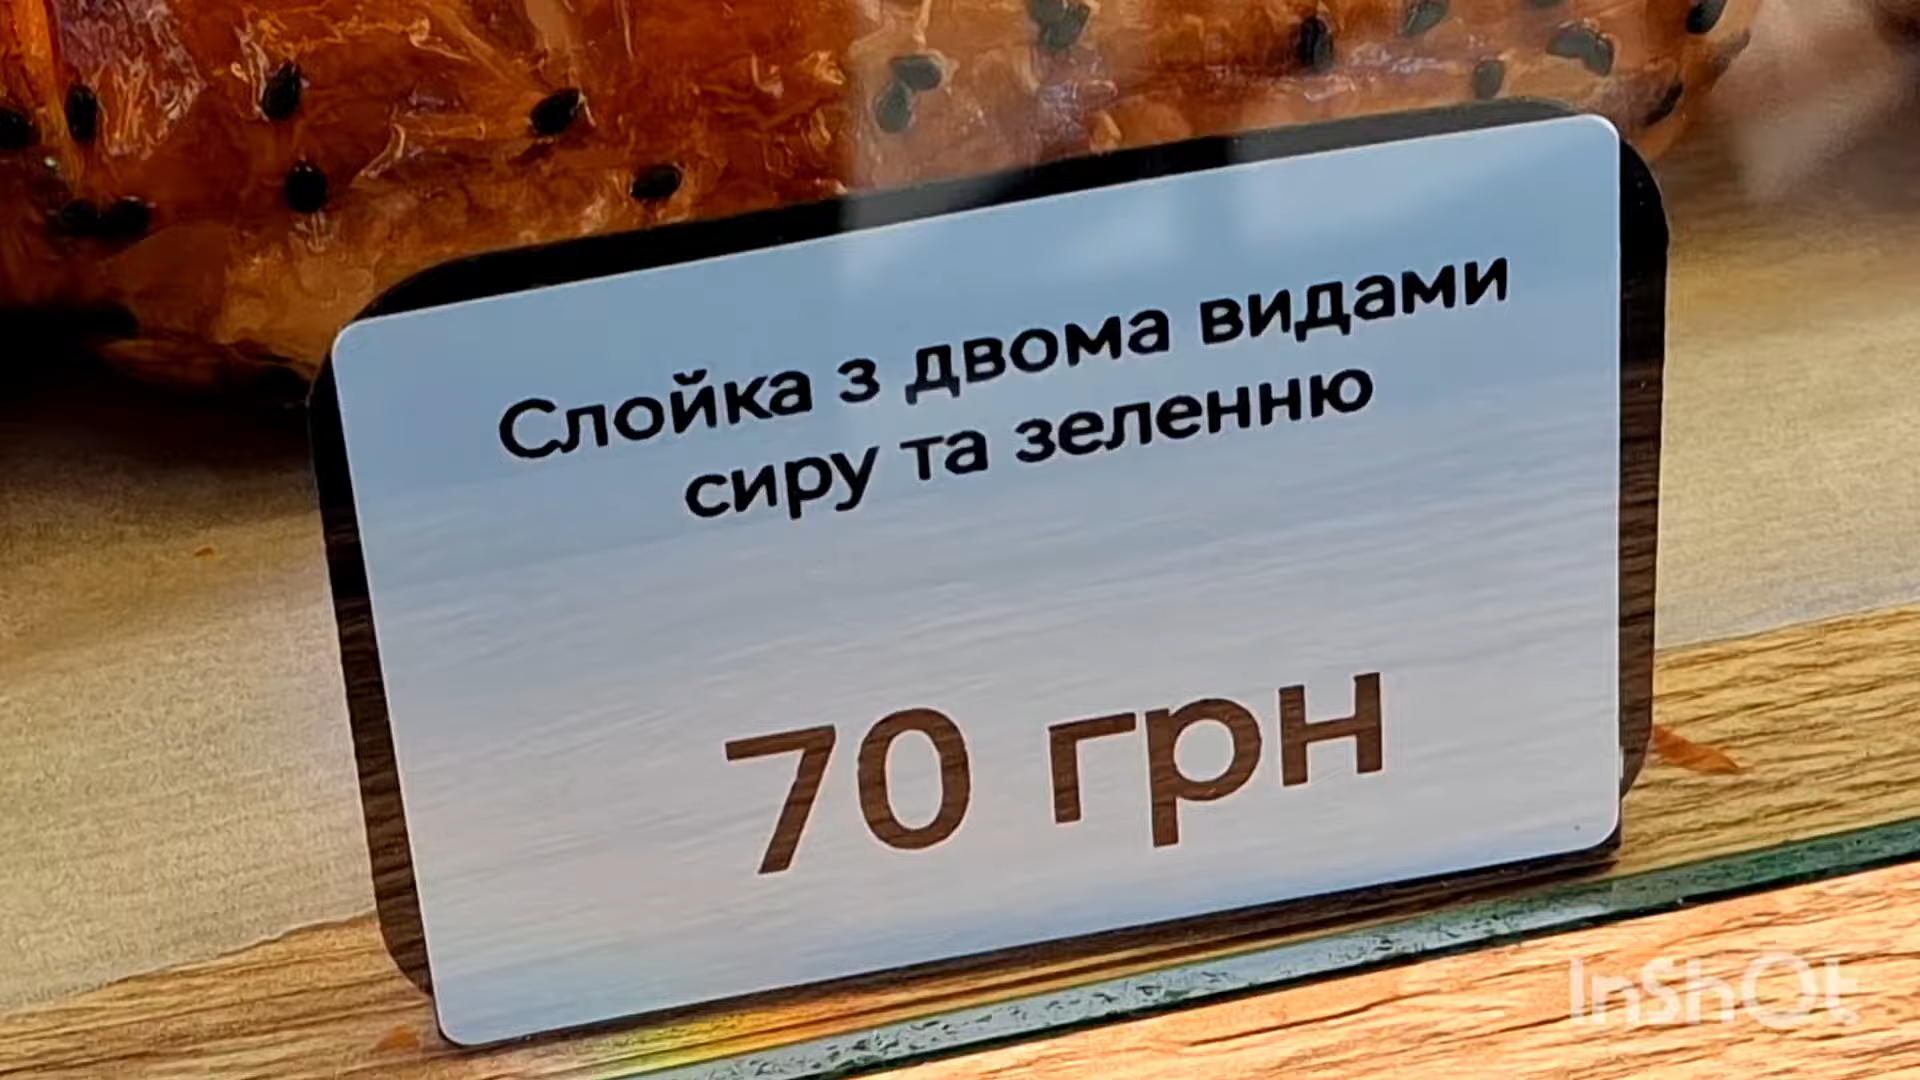 Слойка з двома видами
сиру та зеленню
70 грн
InShOt